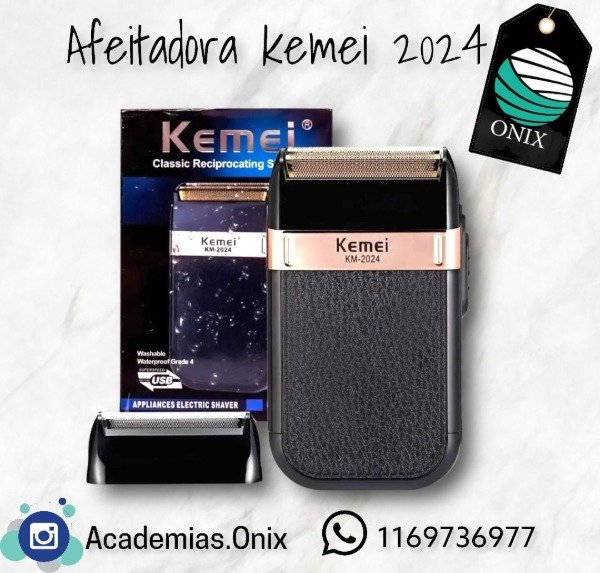 Afeitadora Kemei 2024
ONIX
Kemei®
Classic Reciprocating S
Kemei
KM-2024
Kemei
KM-2024
Washable
Waterproof Grade 4
SUPERSPEED
USB
APPLIANCES ELECTRIC SHAVER
Academias.Onix
1169736977